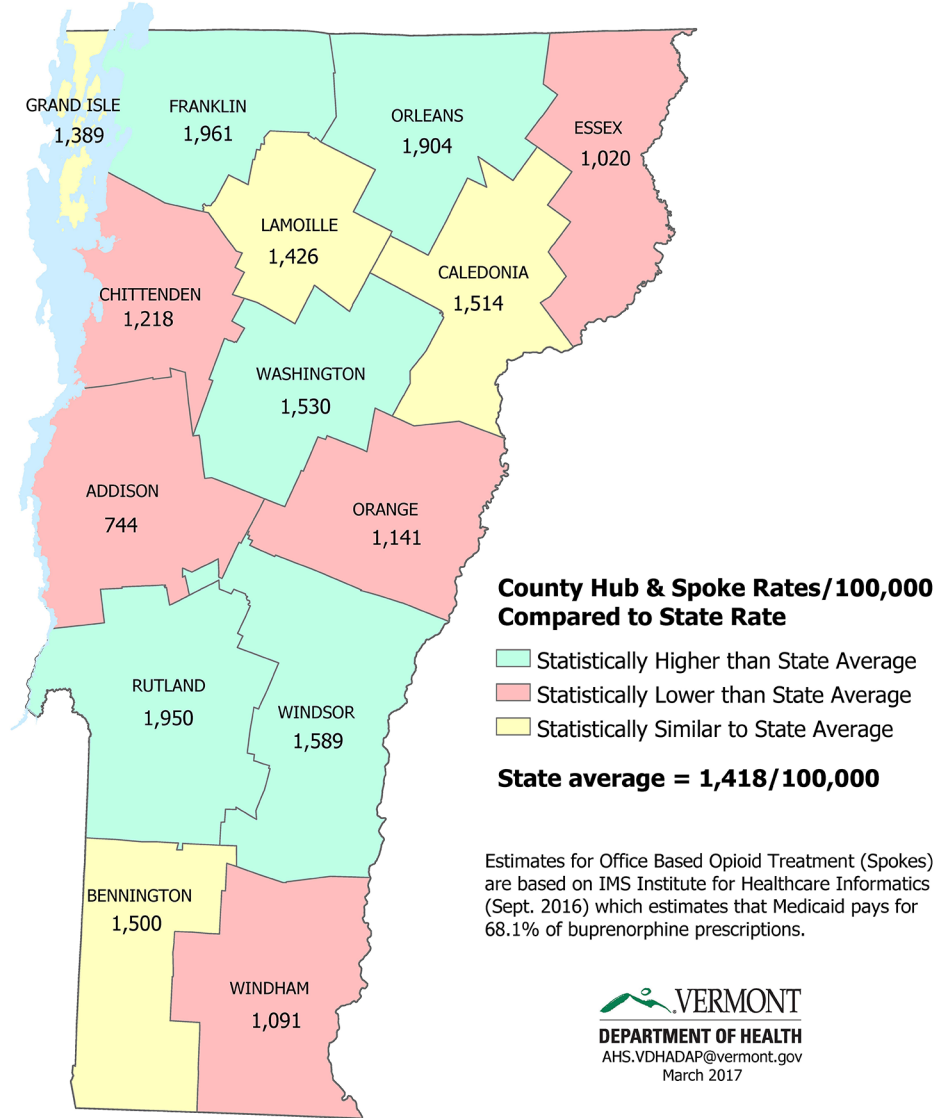 GRAND ISLE
1,389
FRANKLIN
1,961
ORLEANS
1,904
ESSEX
1,020
LAMOILLE
1,426
CALEDONIA
1,514
CHITTENDEN
1,218
WASHINGTON
1,530
ADDISON
744
ORANGE
1,141
RUTLAND
1,950
WINDSOR
1,589
BENNINGTON
1,500
WINDHAM
1,091
County Hub & Spoke Rates/100,000
Compared to State Rate
Statistically Higher than State Average
Statistically Lower than State Average
Statistically Similar to State Average
State average = 1,418/100,000
Estimates for Office Based Opioid Treatment (Spokes)
are based on IMS Institute for Healthcare Informatics
(Sept. 2016) which estimates that Medicaid pays for
68.1% of buprenorphine prescriptions.
VERMONT
DEPARTMENT OF HEALTH
AHS.VDHADAP@vermont.gov
March 2017